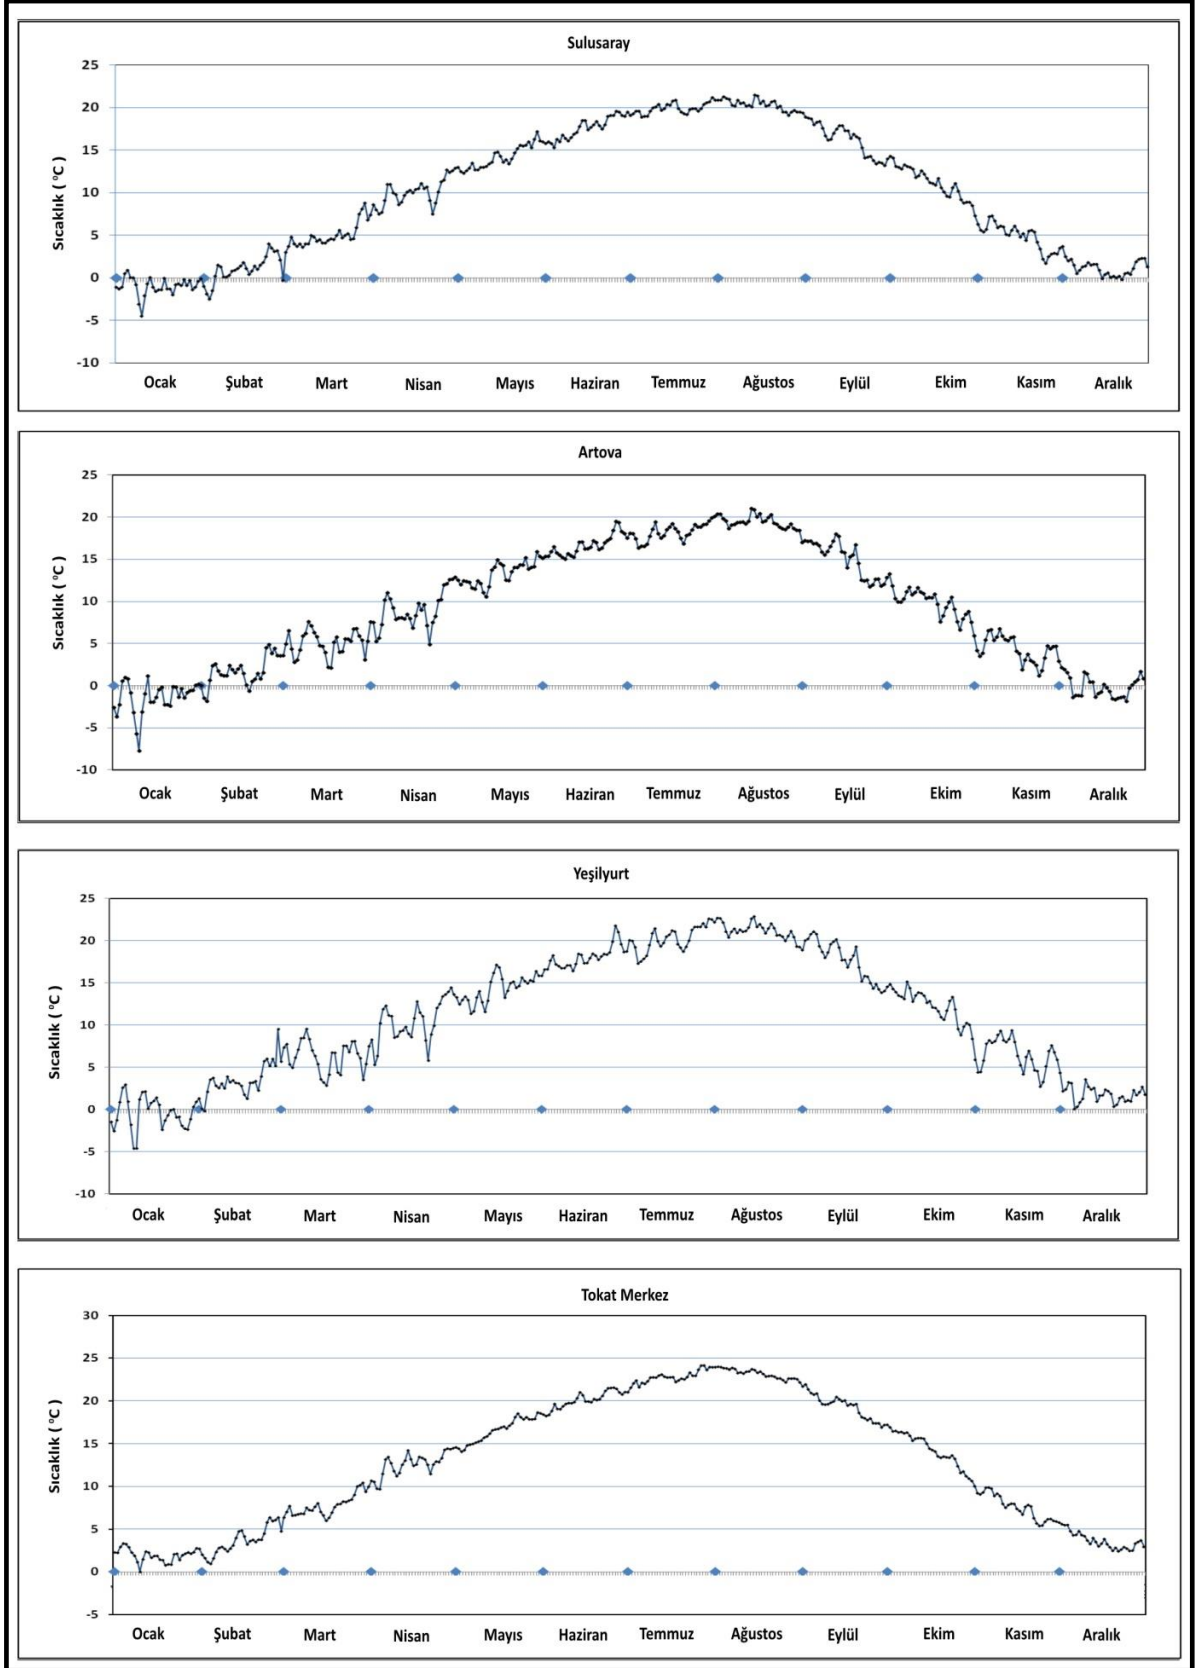 Sulusaray
Sıcaklık ( °C )
25
20
15
10
5
0
-5
-10
Ocak Şubat Mart Nisan Mayıs Haziran Temmuz Ağustos Eylül Ekim Kasım Aralık
Artova
Sıcaklık ( °C )
25
20
15
10
5
0
-5
-10
Ocak Şubat Mart Nisan Mayıs Haziran Temmuz Ağustos Eylül Ekim Kasım Aralık
Yeşilyurt
Sıcaklık ( °C )
25
20
15
10
5
0
-5
-10
Ocak Şubat Mart Nisan Mayıs Haziran Temmuz Ağustos Eylül Ekim Kasım Aralık
Tokat Merkez
Sıcaklık ( °C )
30
25
20
15
10
5
0
-5
Ocak Şubat Mart Nisan Mayıs Haziran Temmuz Ağustos Eylül Ekim Kasım Aralık